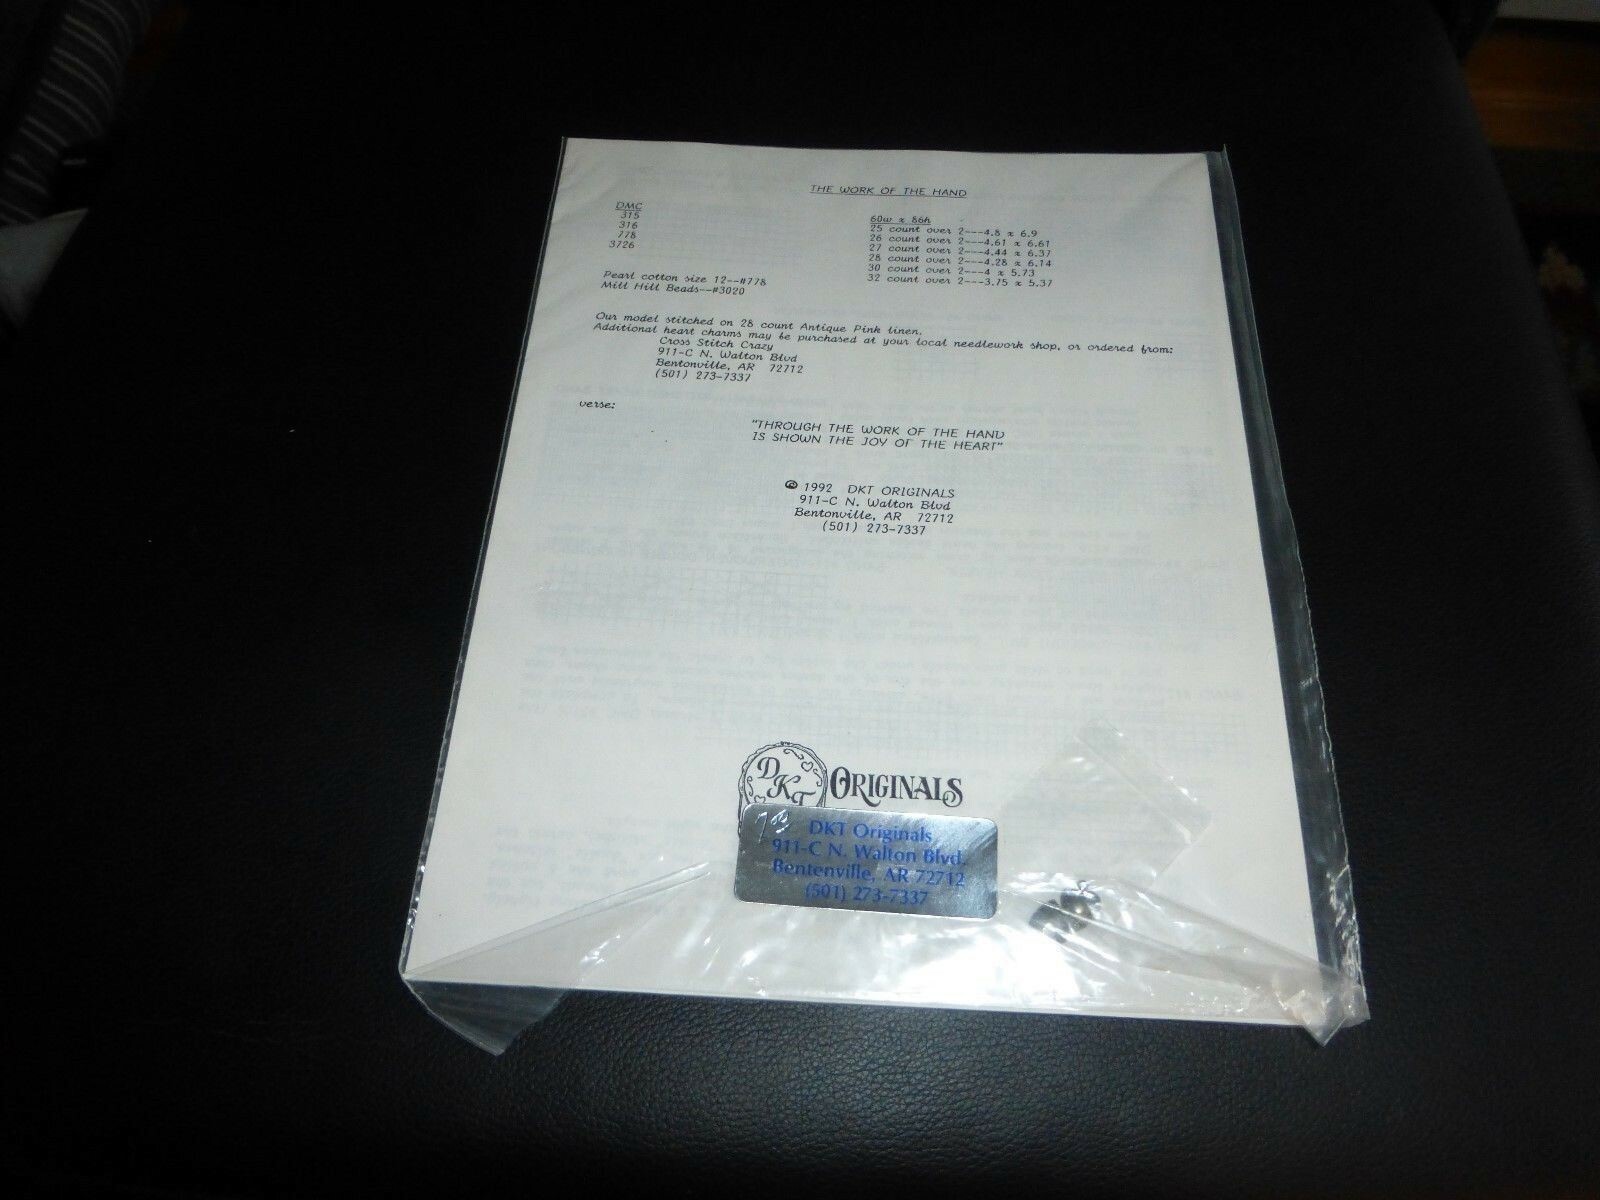 THE WORK OF THE HAND
DMC
315
316
778
3726
Pearl cotton size 12--#778
Mill Hill Beads--#3020
60w x 86h
25 count over 2---4.8 x 6.9
26 count over 2---4.61 x 6.61
27 count over 2---4.44 x 6.37
28 count over 2---4.28 x 6.14
30 count over 2---4 x 5.73
32 count over 2---3.75 x 5.37
Our model stitched on 28 count Antique Pink linen.
Additional heart charms may be purchased at your local needlework shop, or ordered from:
Cross Stitch Crazy
911-C N. Walton Blvd
Bentonville, AR 72712
(501) 273-7337
verse:
"THROUGH THE WORK OF THE HAND
IS SHOWN THE JOY OF THE HEART"
© 1992 DKT ORIGINALS
911-C N. Walton Blvd
Bentonville, AR 72712
(501) 273-7337
DKT ORIGINALS
DKT Originals
911-C N. Walton Blvd.
Bentenville, AR 72712
(501) 273-7337